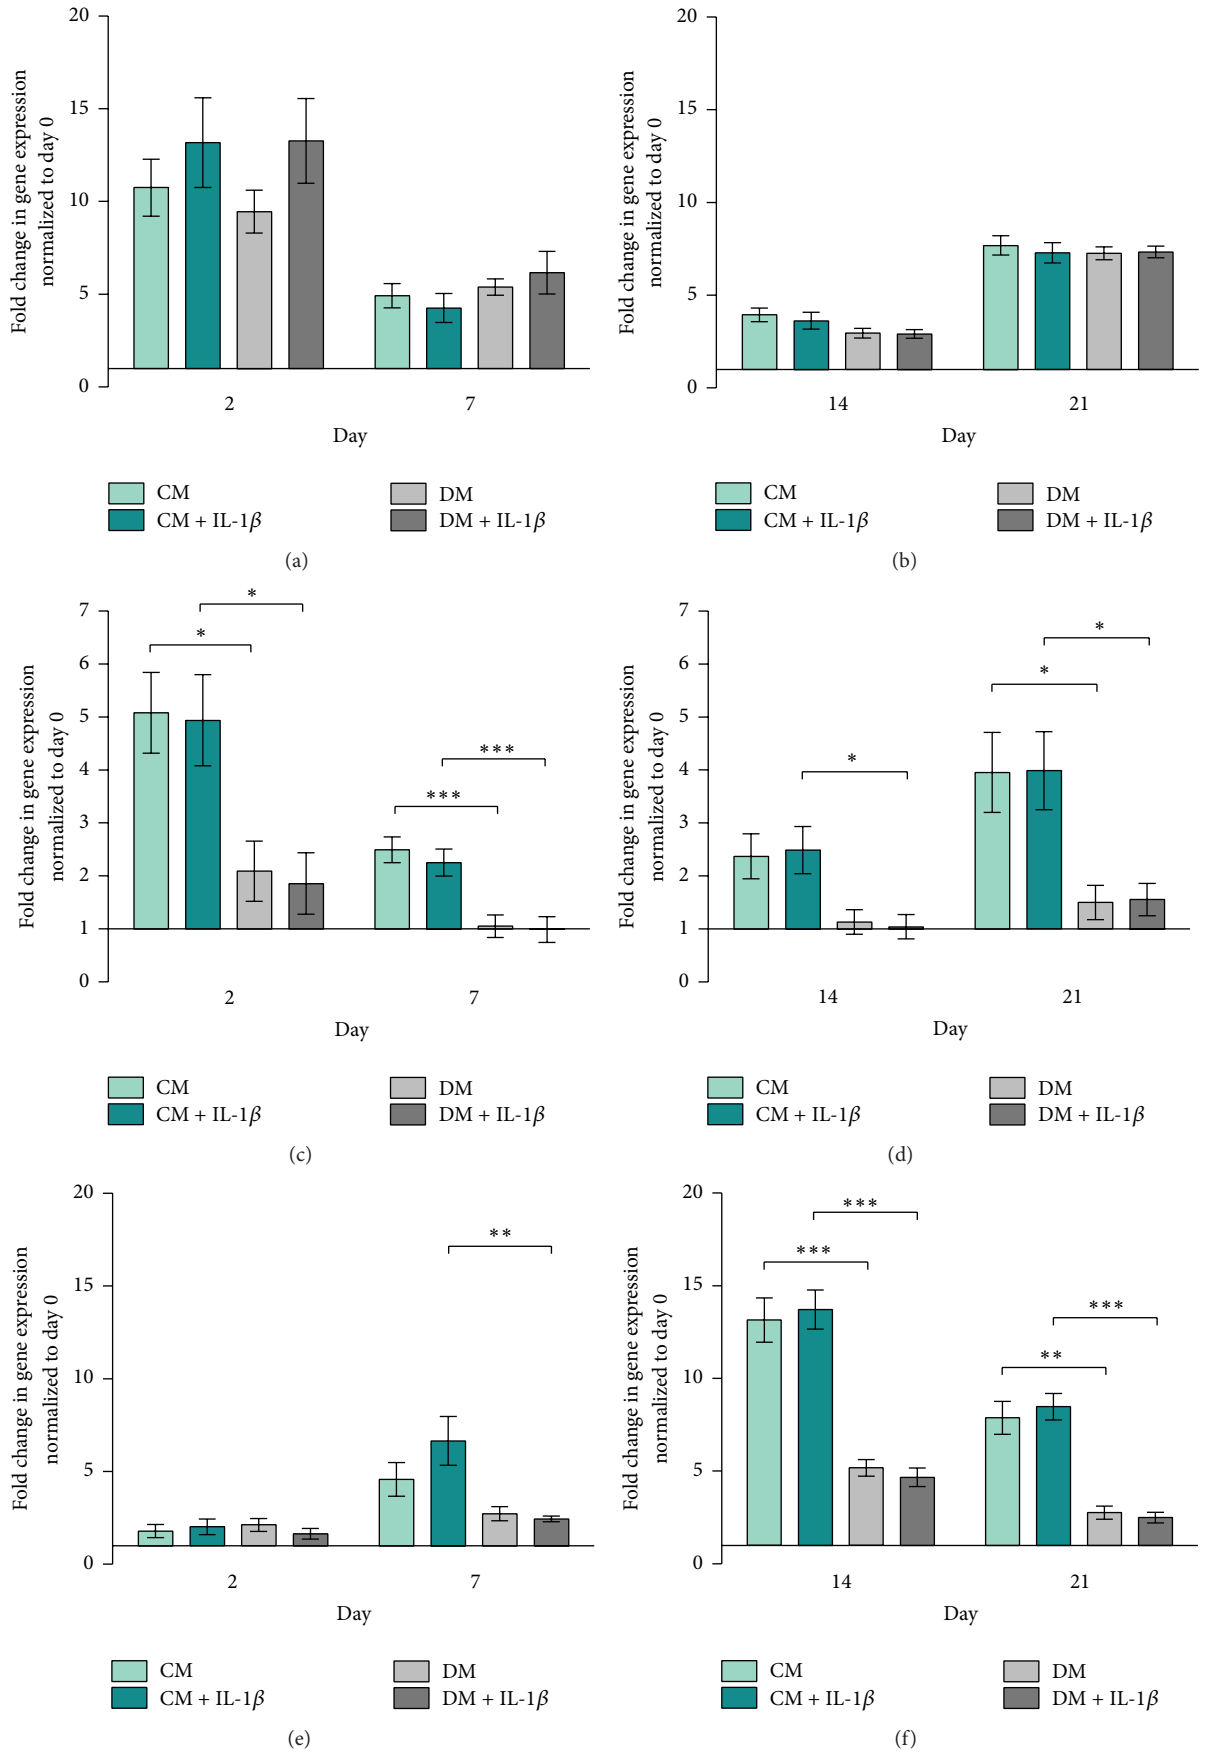 Fold change in gene expression
normalized to day 0
20
15
10
5
0
2
7
Day
CM
CM + IL-1β
DM
DM + IL-1β
(a)
Fold change in gene expression
normalized to day 0
20
15
10
5
0
14
21
Day
CM
CM + IL-1β
DM
DM + IL-1β
(b)
Fold change in gene expression
normalized to day 0
7
6
5
4
3
2
1
0
*
*
***
***
2
7
Day
CM
CM + IL-1β
DM
DM + IL-1β
(c)
Fold change in gene expression
normalized to day 0
7
6
5
4
3
2
1
0
*
*
*
14
21
Day
CM
CM + IL-1β
DM
DM + IL-1β
(d)
Fold change in gene expression
normalized to day 0
20
15
10
5
0
**
2
7
Day
CM
CM + IL-1β
DM
DM + IL-1β
(e)
Fold change in gene expression
normalized to day 0
20
15
10
5
0
***
***
***
**
14
21
Day
CM
CM + IL-1β
DM
DM + IL-1β
(f)